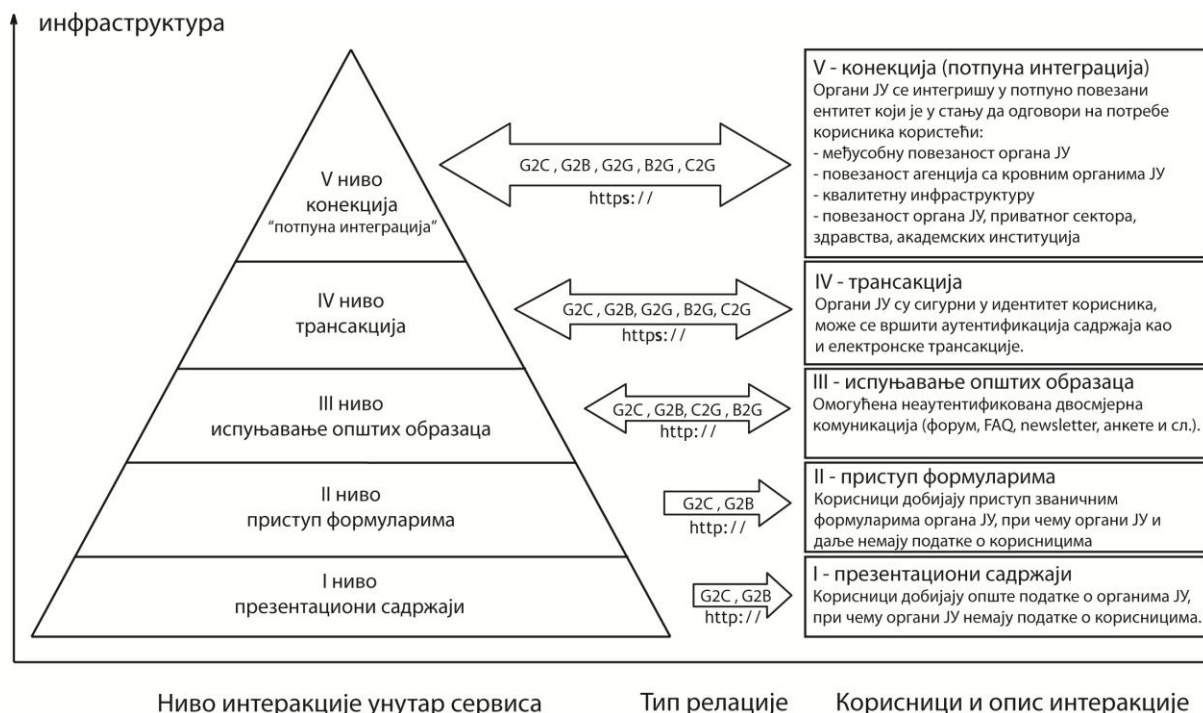 инфраструктура
V ниво
конекција
“потпуна интеграција”
G2C , G2B, G2G , B2G, C2G
https://
V - конекција (потпуна интеграција)
Органи ЈУ се интегришу у потпуно повезани
ентитет који је у стању да одговори на потребе
корисника користећи:
- међусобну повезаност органа ЈУ
- повезаност агенција са кровним органима ЈУ
- квалитетну инфраструктуру
- повезаност органа ЈУ, приватног сектора,
здравства, академских институција
IV ниво
трансакција
G2C , G2B, G2G , B2G, C2G
https://
IV - трансакција
Органи ЈУ су сигурни у идентитет корисника,
може се вршити аутентификација садржаја као
и електронске трансакције.
III ниво
испуњавање општих образаца
G2C , G2B, C2G , B2G
http://
III - испуњавање општих образаца
Омогућена неаутентификована двосмјерна
комуникација (форум, FAQ, newsletter, анкете и сл.).
II ниво
приступ формуларима
G2C , G2B
http://
II - приступ формуларима
Корисници добијају приступ званичним
формуларима органа ЈУ, при чему органи ЈУ и
даље немају податке о корисницима
I ниво
презентациони садржаји
G2C , G2B
http://
I - презентациони садржаји
Корисници добијају опште податке о органима ЈУ,
при чему органи ЈУ немају податке о корисницима.
Ниво интеракције унутар сервиса
Тип релације
Корисници и опис интеракције